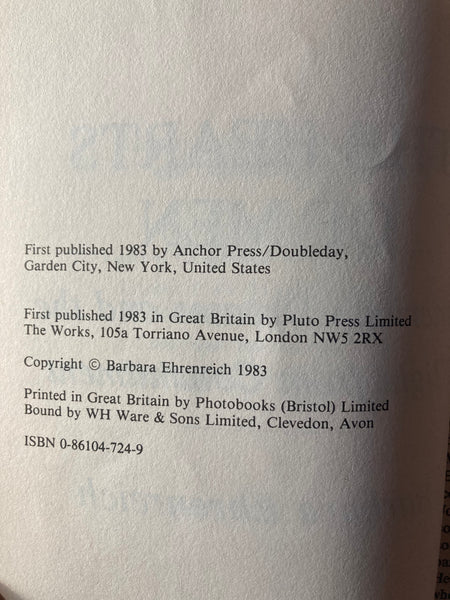 First published 1983 by Anchor Press/Doubleday,
Garden City, New York, United States
First published 1983 in Great Britain by Pluto Press Limited
The Works, 105a Torriano Avenue, London NW5 2RX
Copyright © Barbara Ehrenreich 1983
Printed in Great Britain by Photobooks (Bristol) Limited
Bound by WH Ware & Sons Limited, Clevedon, Avon
ISBN 0-86104-724-9